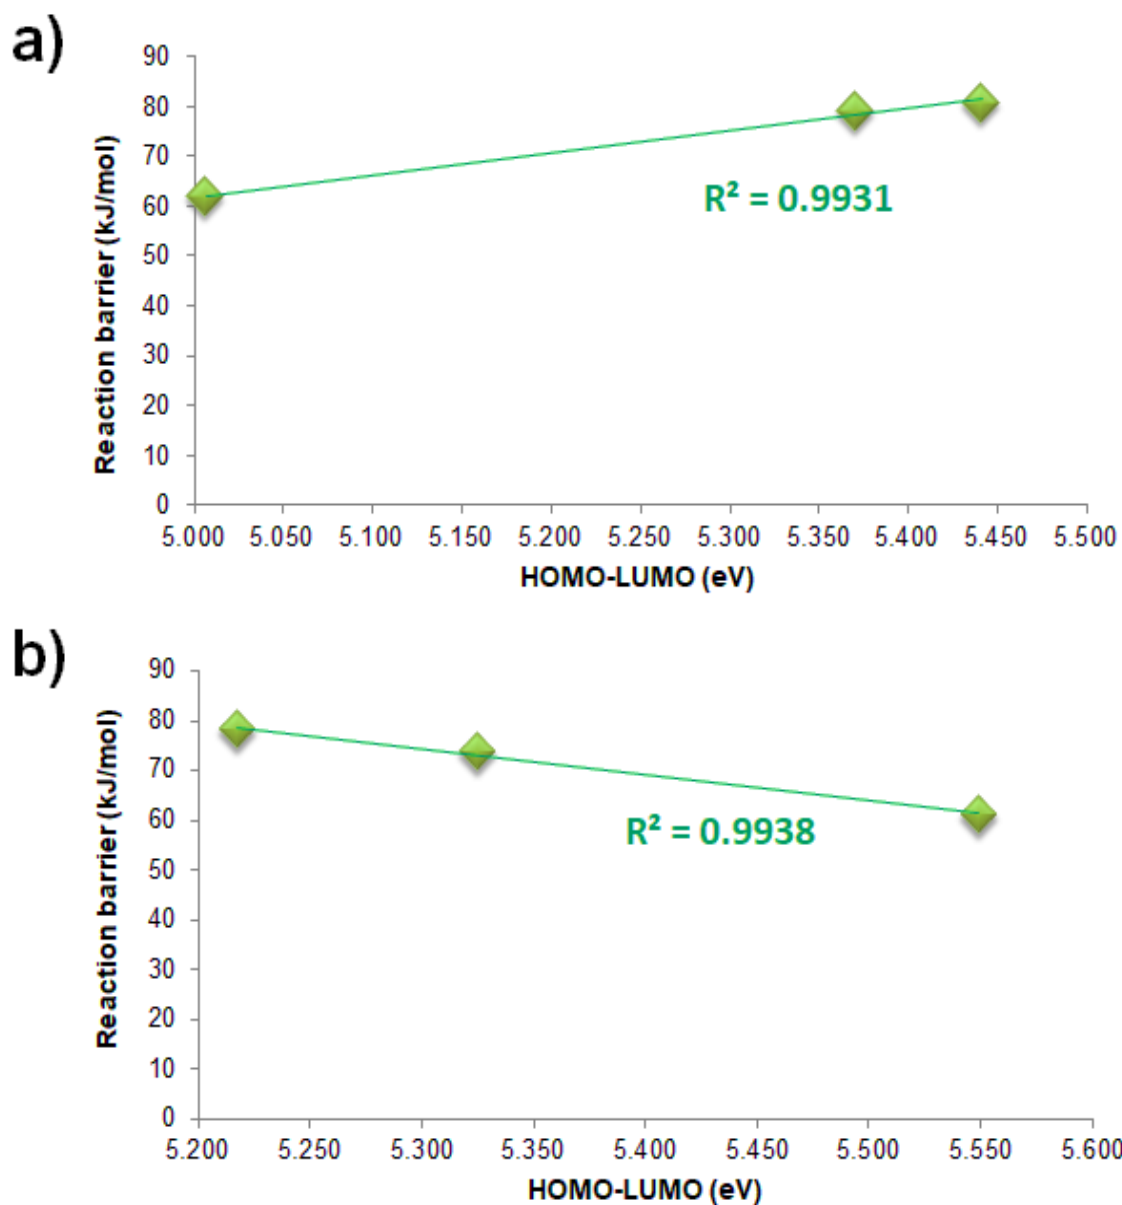 a)
90
80
70
60
50
40
30
20
10
0
Reaction barrier (kJ/mol)
R² = 0.9931
5.000 5.050 5.100 5.150 5.200 5.250 5.300 5.350 5.400 5.450 5.500
HOMO-LUMO (eV)
b)
90
80
70
60
50
40
30
20
10
0
Reaction barrier (kJ/mol)
R² = 0.9938
5.200 5.250 5.300 5.350 5.400 5.450 5.500 5.550 5.600
HOMO-LUMO (eV)